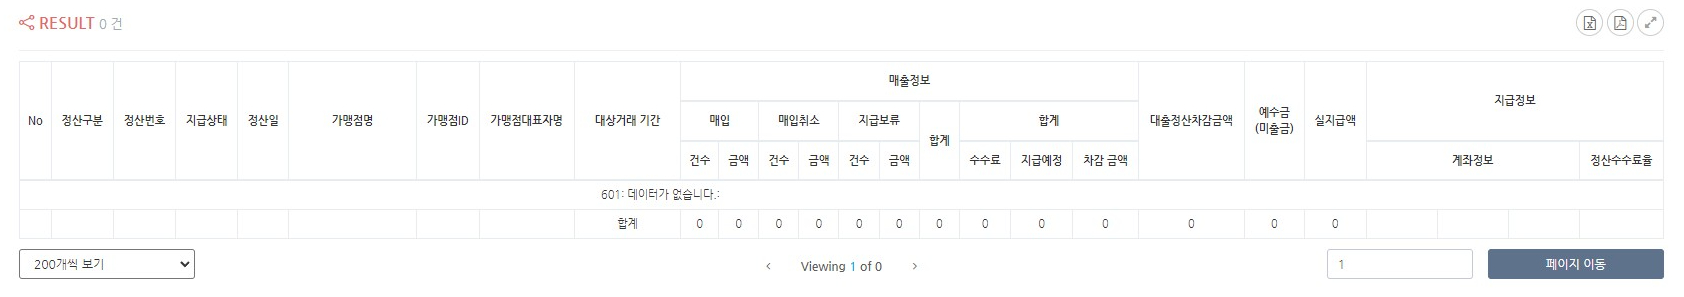 RESULT 0 건
매출정보
지급정보
No 정산구분 정산번호 지급상태 정산일 가맹점명 가맹점ID 가맹점대표자명 대상거래 기간 매입 매입취소 지급보류 합계 합계 대출정산차감금액 예수금 실지급액
(미출금)
건수 금액 건수 금액 건수 금액 수수료 지급예정 차감 금액 계좌정보 정산수수료율
601: 데이터가 없습니다.:
합계 0 0 0 0 0 0 0 0 0 0 0 0 0
200개씩 보기 Viewing 1 of 0 1 페이지 이동